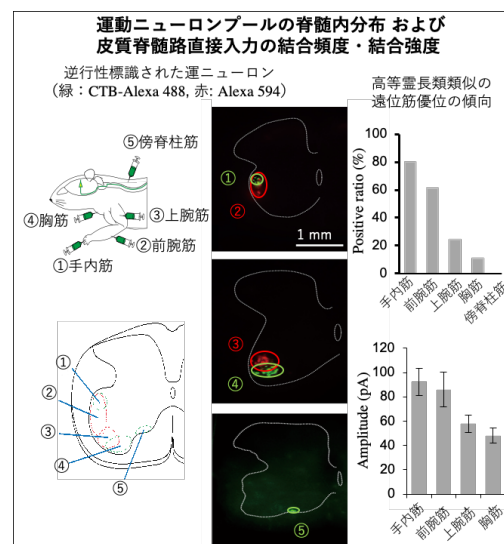 運動ニューロンプールの脊髄内分布 および
皮質脊髄路直接入力の結合頻度・結合強度
逆行性標識された運ニューロン
（緑：CTB-Alexa 488, 赤: Alexa 594）
⑤傍脊柱筋
④胸筋
③上腕筋
②前腕筋
①手内筋
①
②
③
④
⑤
①
②
1 mm
③
④
⑤
高等霊長類類似の
遠位筋優位の傾向
Positive ratio (%)
100
80
60
40
20
0
手内筋
前腕筋
上腕筋
胸筋
傍脊柱筋
Amplitude (pA)
120
100
80
60
40
20
0
手内筋
前腕筋
上腕筋
胸筋